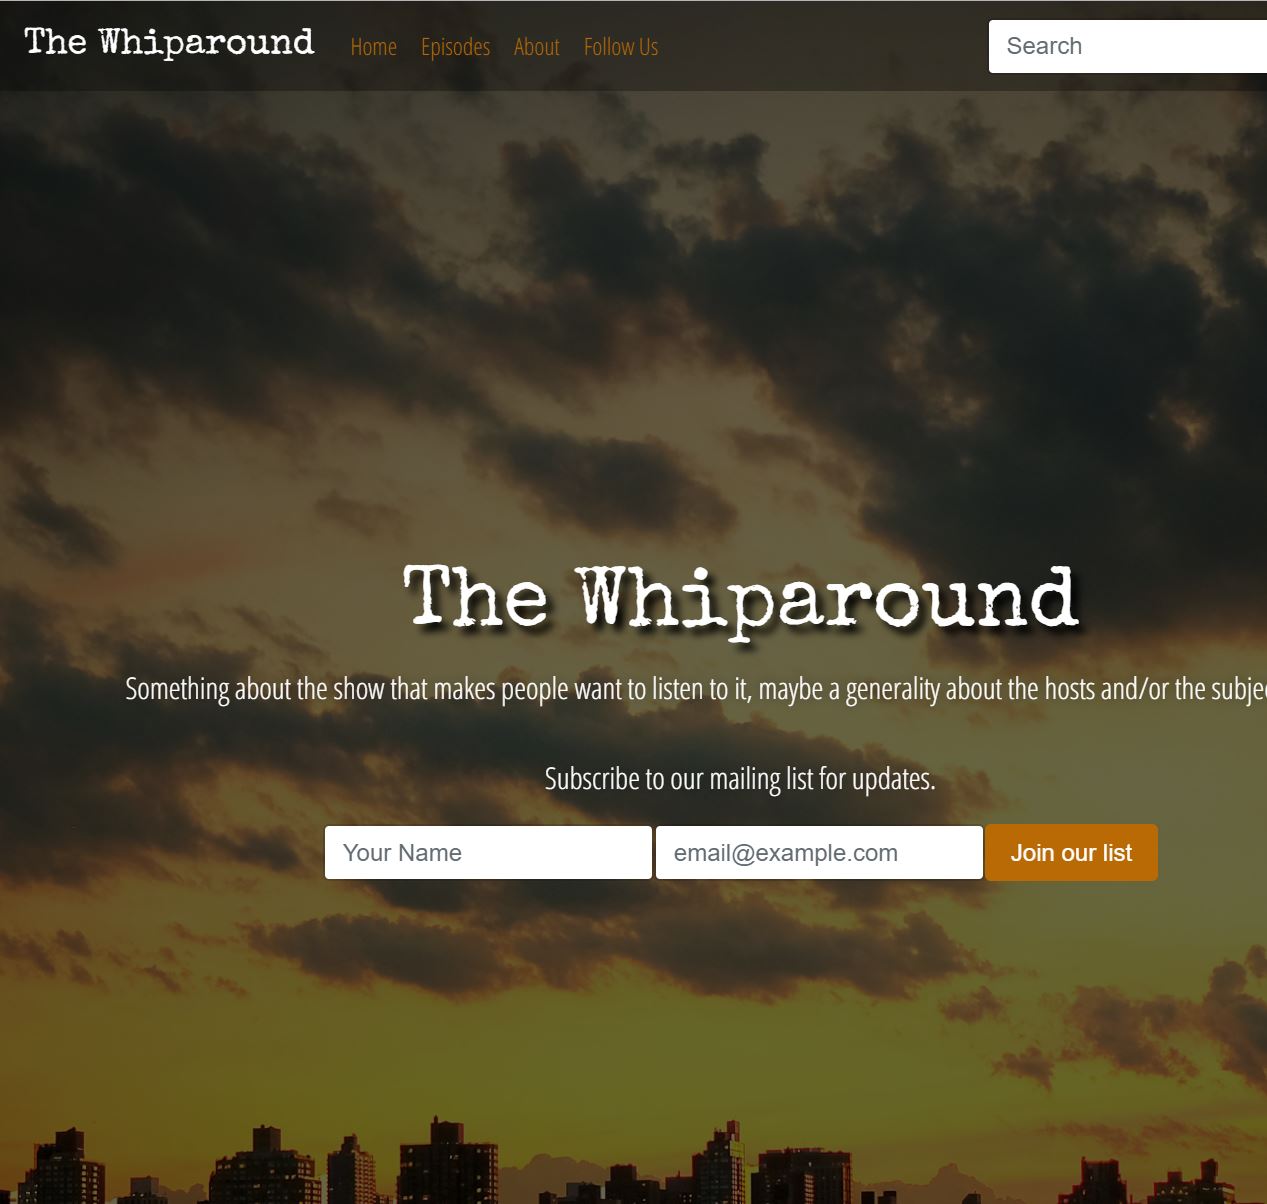 The Whiparound Home Episodes About Follow Us Search
The Whiparound
Something about the show that makes people want to listen to it, maybe a generality about the hosts and/or the
Subscribe to our mailing list for updates.
Your Name email@example.com Join our list